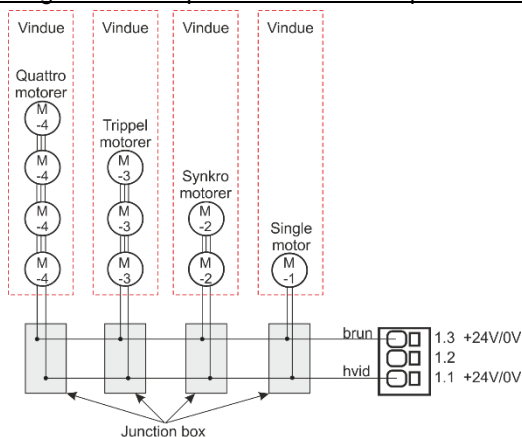 Vindue
Vindue
Vindue
Vindue
Quattro
motorer
M
-4
M
-4
M
-4
M
-4
Trippel
motorer
M
-3
M
-3
M
-3
Synkro
motorer
M
-2
M
-2
Single
motor
M
-1
brun
1.3 +24V/0V
1.2
hvid
1.1 +24V/0V
Junction box